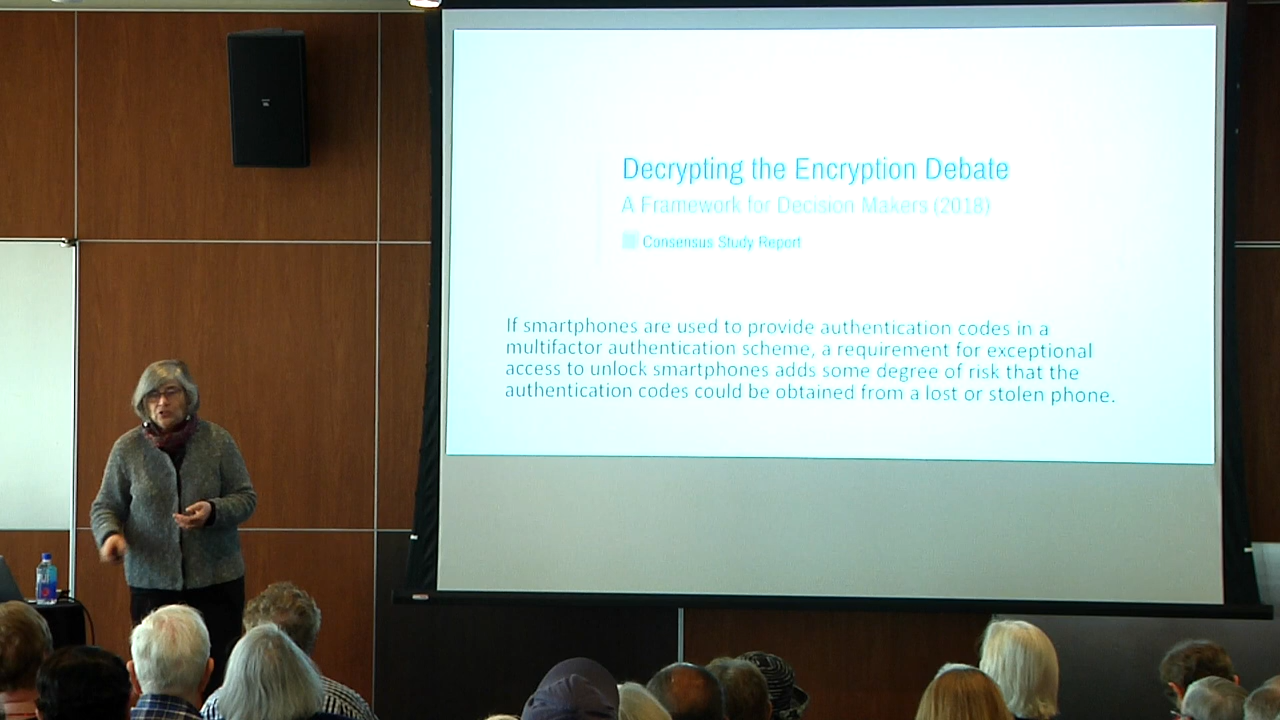 Decrypting the Encryption Debate
A Framework for Decision Makers (2018)
Consensus Study Report
If smartphones are used to provide authentication codes in a
multifactor authentication scheme, a requirement for exceptional
access to unlock smartphones adds some degree of risk that the
authentication codes could be obtained from a lost or stolen phone.